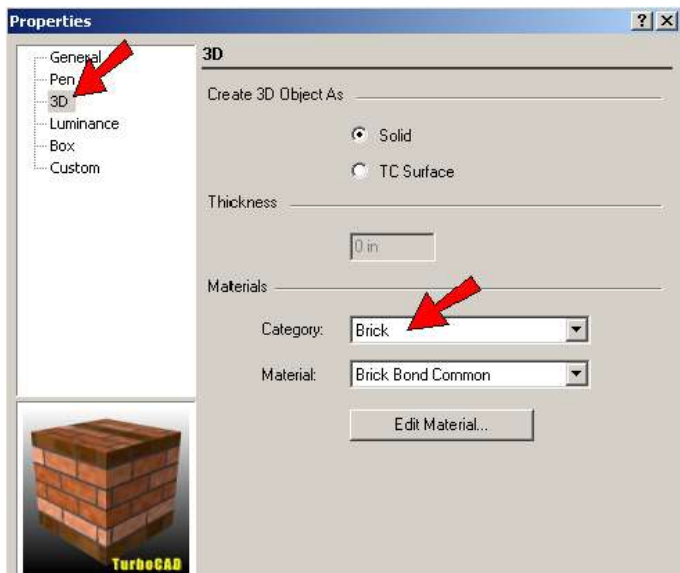 Properties
General
Pen
3D
Luminance
Box
Custom
3D
Create 3D Object As
Solid
TC Surface
Thickness
0 in
Materials
Category: Brick
Material: Brick Bond Common
Edit Material...
TurboCAD